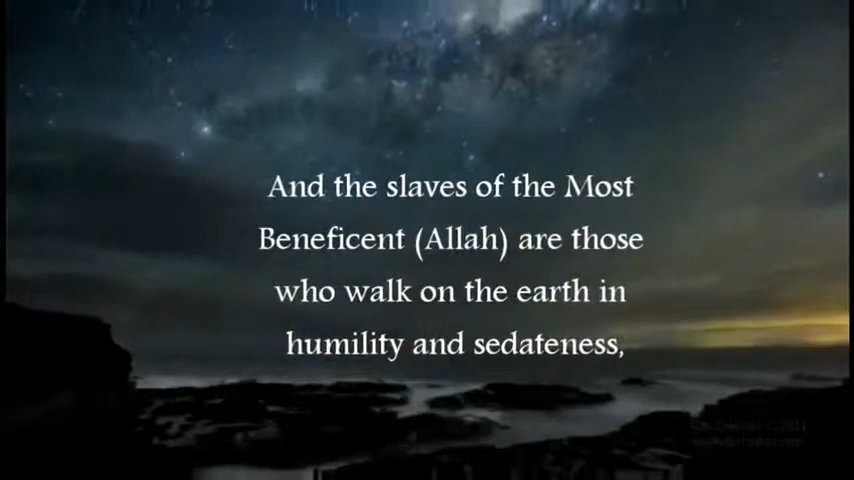 And the slaves of the Most
Beneficent (Allah) are those
who walk on the earth in
humility and sedateness,